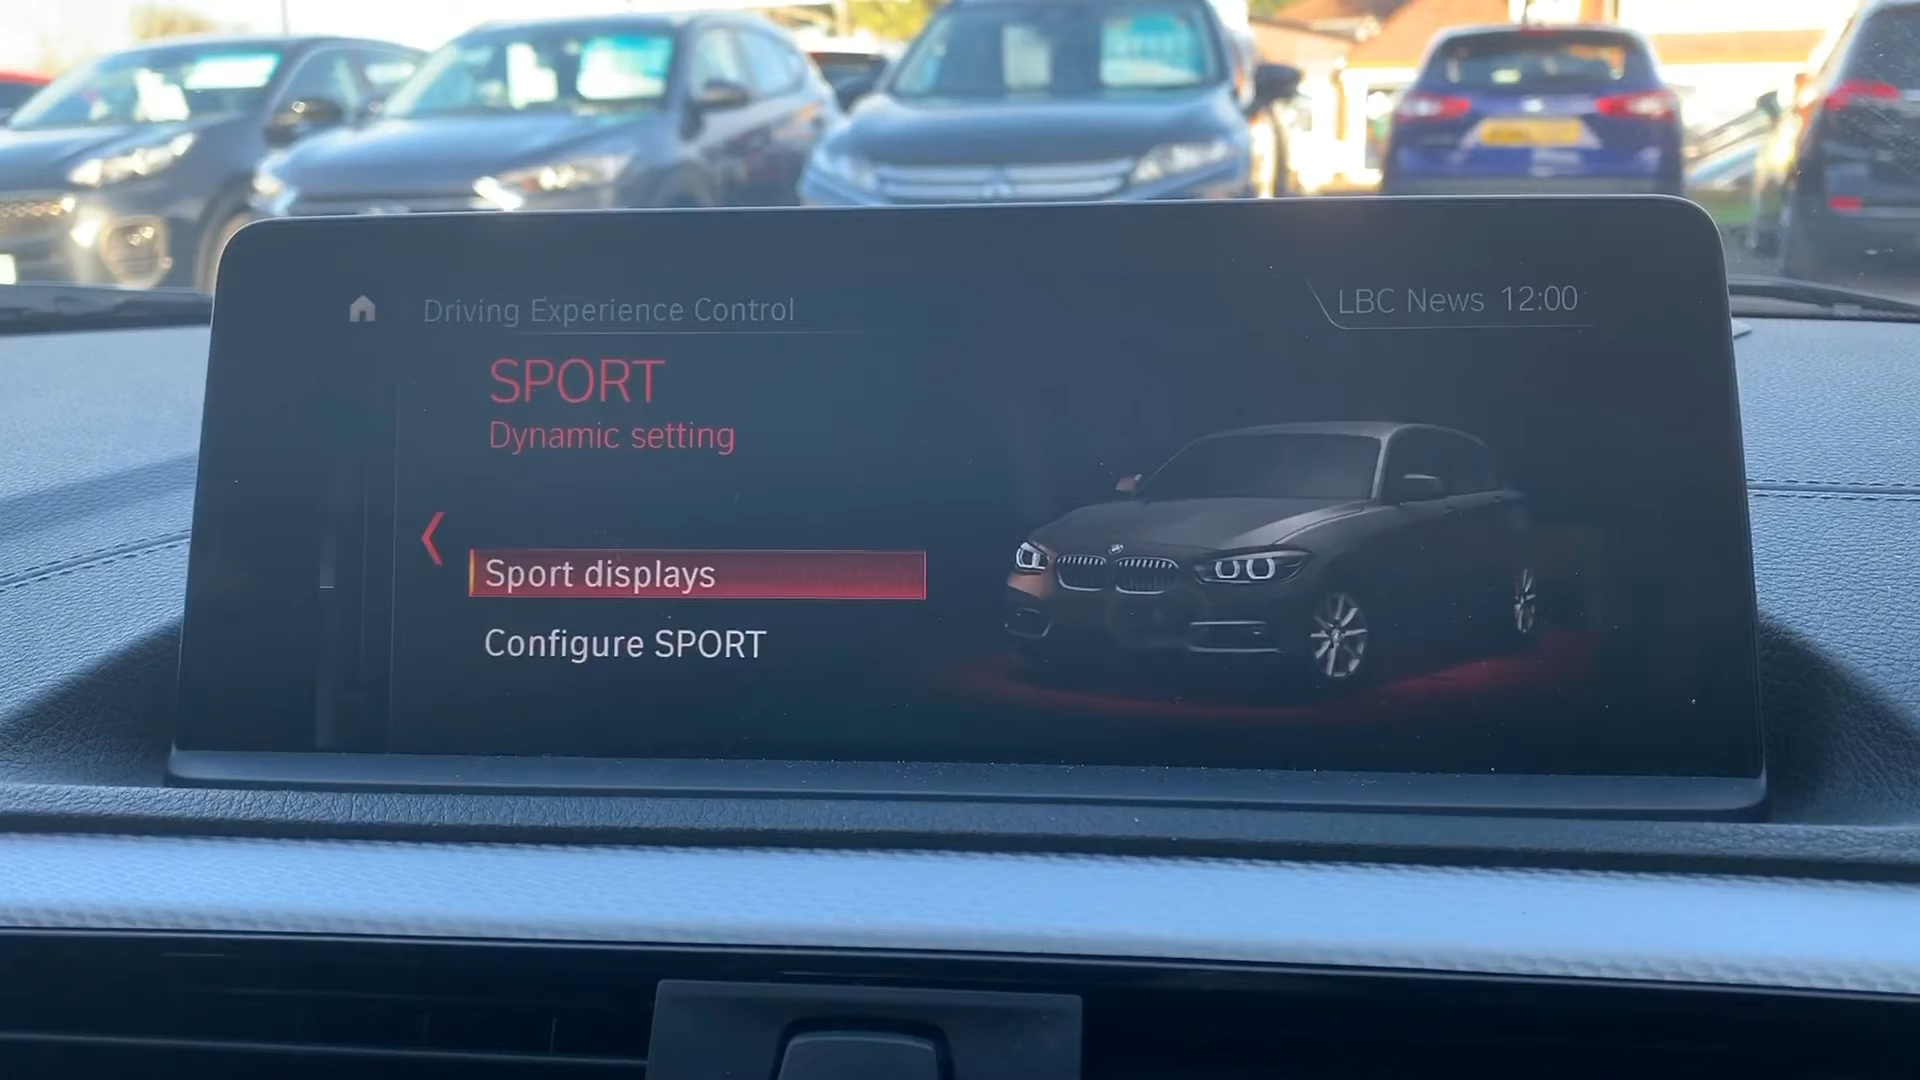 Driving Experience Control
LBC News 12:00
SPORT
Dynamic setting
Sport displays
Configure SPORT